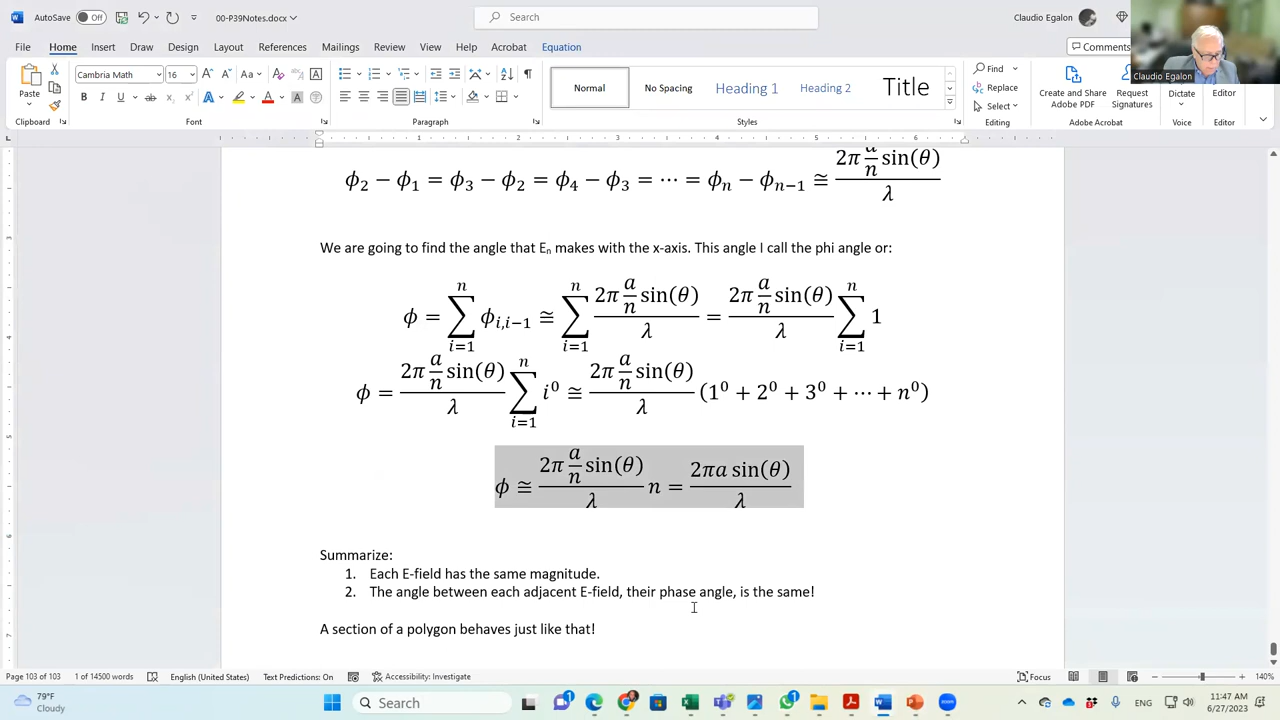 AutoSave Off 00-P39Notes.docx Search Claudio Egalon
File Home Insert Draw Design Layout References Mailings Review View Help Acrobat Equation Comments
Claudio Egalon
Paste Cambria Math 16 Normal No Spacing Heading 1 Heading 2 Title Find Replace Select Create and Share Adobe PDF Request Signatures Dictate Editor
Clipboard Font Paragraph Styles Editing Adobe Acrobat Voice Editor
ϕ₂ − ϕ₁ = ϕ₃ − ϕ₂ = ϕ₄ − ϕ₃ = ⋯ = ϕₙ − ϕₙ₋₁ ≅ 2π a/n sin(θ) / λ
We are going to find the angle that Eₙ makes with the x-axis. This angle I call the phi angle or:
ϕ = ∑ᵢ₌₁ⁿ ϕᵢ,ᵢ₋₁ ≅ ∑ᵢ₌₁ⁿ 2π a/n sin(θ) / λ = 2π a/n sin(θ) / λ ∑ᵢ₌₁ⁿ 1
ϕ = 2π a/n sin(θ) / λ ∑ᵢ₌₁ⁿ i⁰ ≅ 2π a/n sin(θ) / λ (1⁰ + 2⁰ + 3⁰ + ⋯ + n⁰)
ϕ ≅ 2π a/n sin(θ) / λ n = 2πa sin(θ) / λ
Summarize:
1. Each E-field has the same magnitude.
2. The angle between each adjacent E-field, their phase angle, is the same!
A section of a polygon behaves just like that!
Page 103 of 103 1 of 14500 words English (United States) Text Predictions: On Accessibility: Investigate Focus 140%
79°F
Cloudy
Search
ENG
11:47 AM
6/27/2023